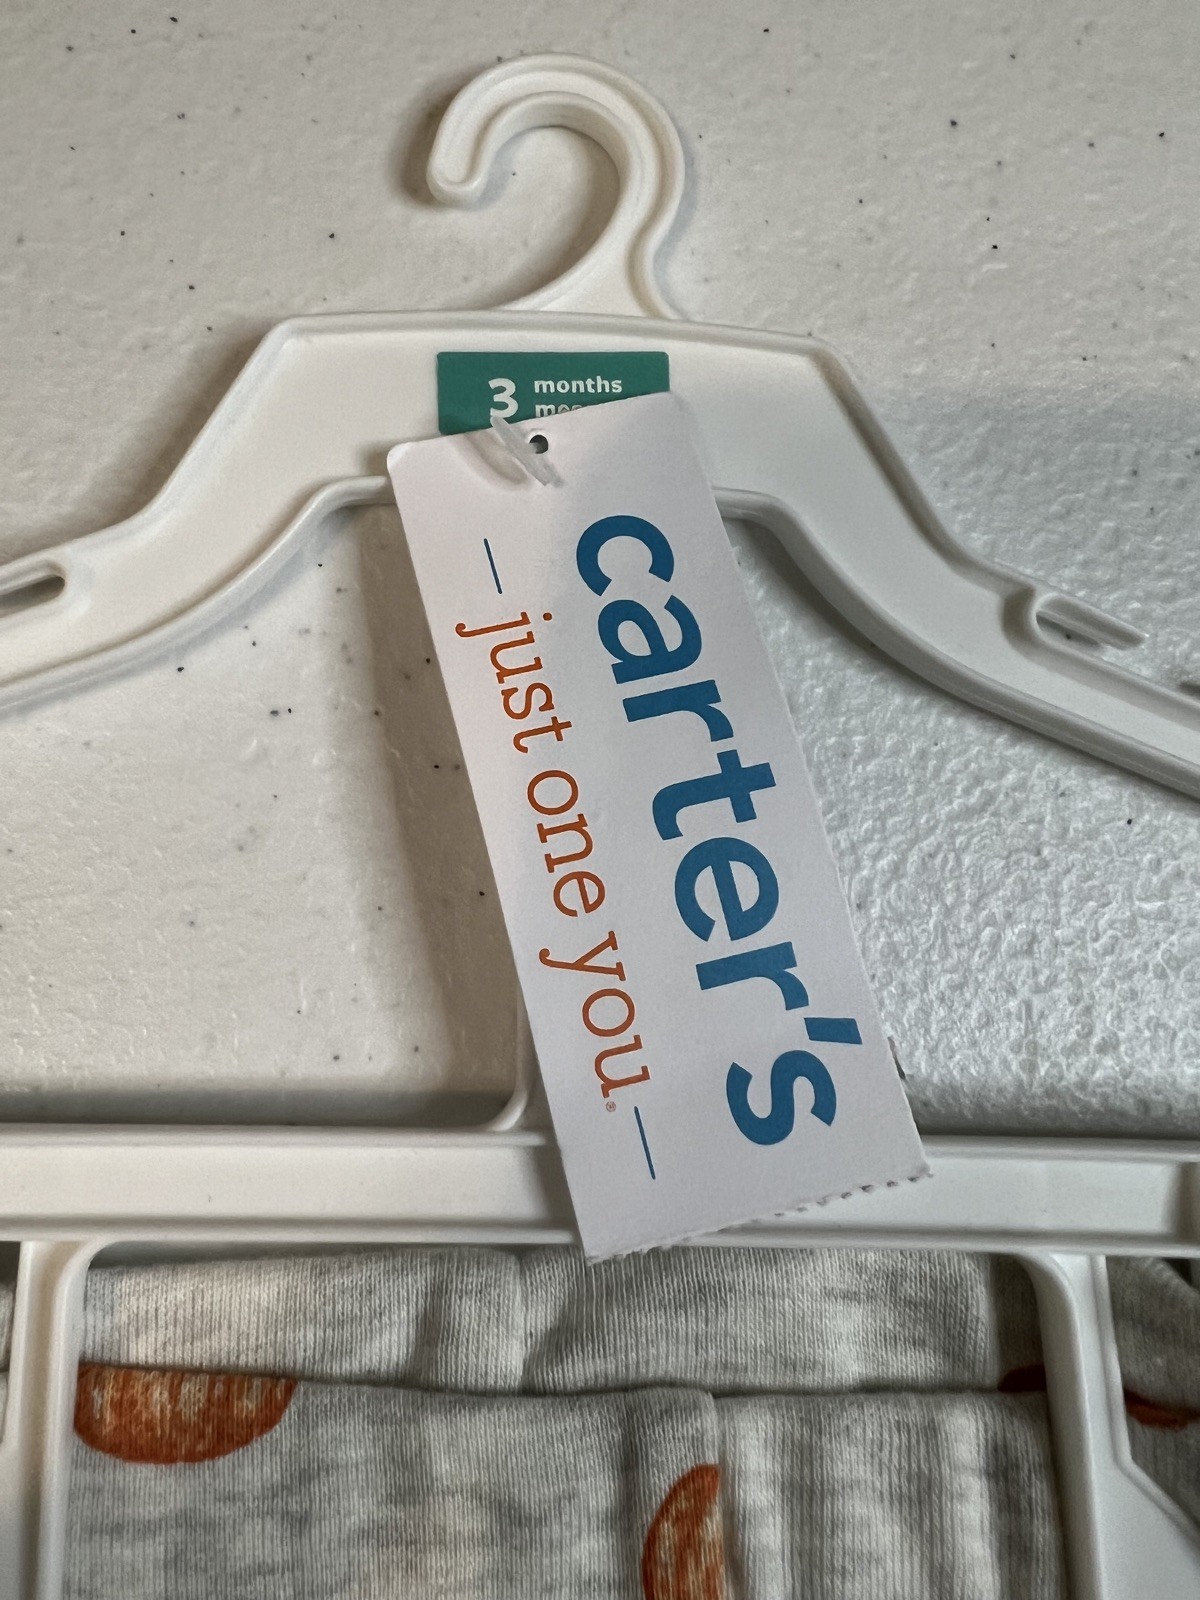 3 months
carter's
— just one you® —